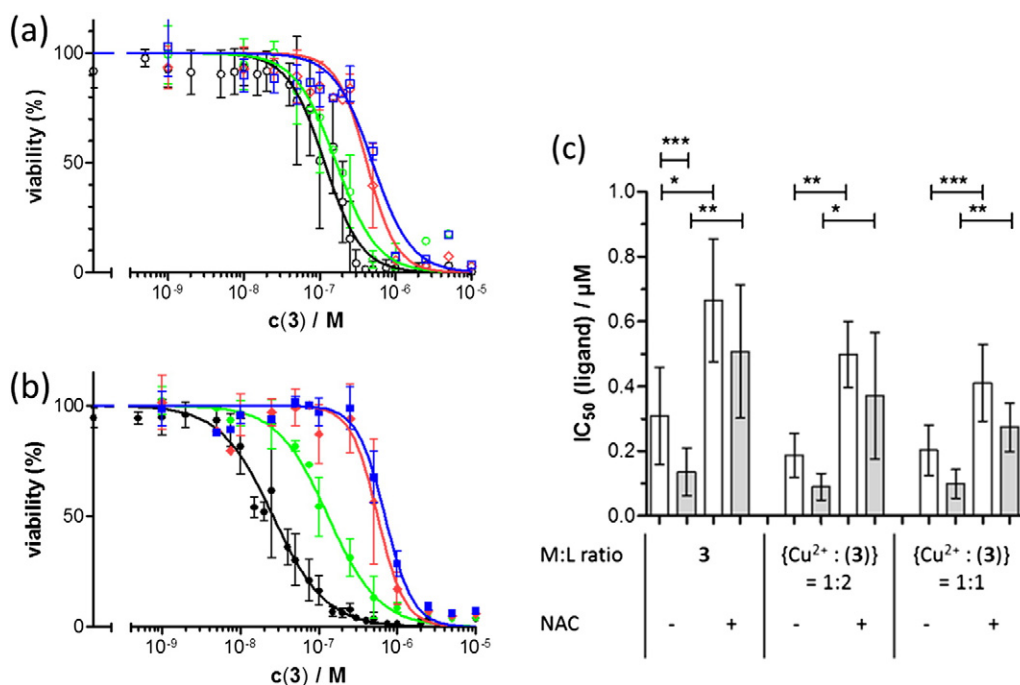 (a)
viability (%)
100
50
0
10⁻⁹ 10⁻⁸ 10⁻⁷ 10⁻⁶ 10⁻⁵
c(3) / M
(b)
viability (%)
100
50
0
10⁻⁹ 10⁻⁸ 10⁻⁷ 10⁻⁶ 10⁻⁵
c(3) / M
(c)
***
* ** ***
** * **
IC₅₀ (ligand) / µM
1.0
0.8
0.6
0.4
0.2
0.0
M:L ratio 3 {Cu²⁺ : (3)} = 1:2 {Cu²⁺ : (3)} = 1:1
NAC - + - + - +